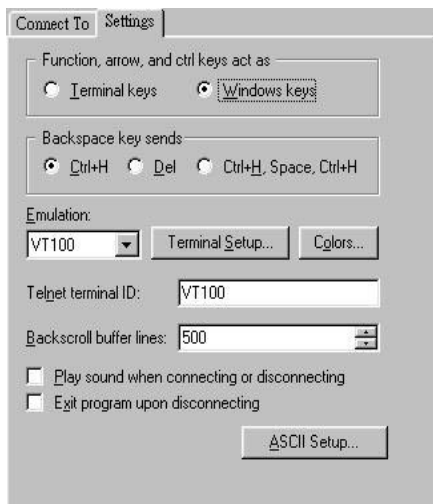 Connect To Settings
Function, arrow, and ctrl keys act as
Terminal keys Windows keys
Backspace key sends
Ctrl+H Del Ctrl+H, Space, Ctrl+H
Emulation:
VT100 Terminal Setup... Colors...
Telnet terminal ID: VT100
Backscroll buffer lines: 500
Play sound when connecting or disconnecting
Exit program upon disconnecting
ASCII Setup...